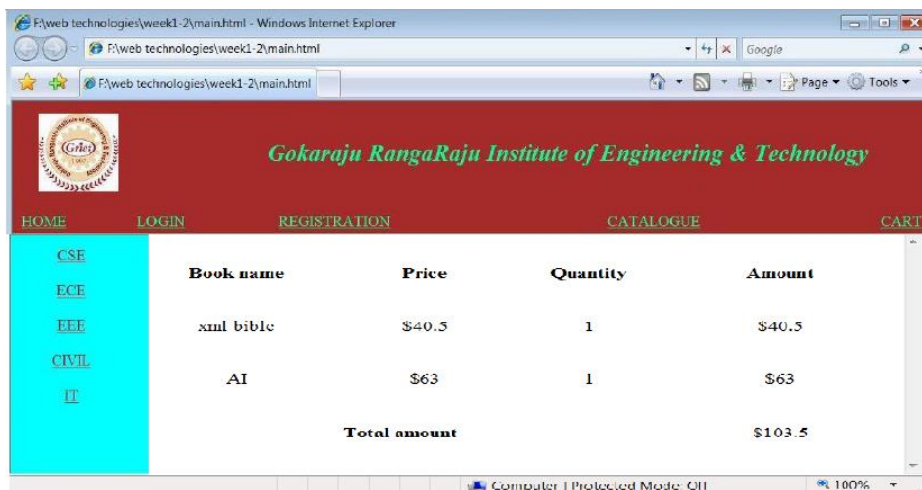 F:\web technologies\week1-2\main.html - Windows Internet Explorer
F:\web technologies\week1-2\main.html
Google
F:\web technologies\week1-2\main.html
Page
Tools
Griet
Gokaraju RangaRaju Institute of Engineering & Technology
HOME LOGIN REGISTRATION CATALOGUE CART
CSE
ECE
EEE
CIVIL
IT
Book name Price Quantity Amount
xml bible $40.5 1 $40.5
AI $63 1 $63
Total amount $103.5
Computer | Protected Mode: Off 100%